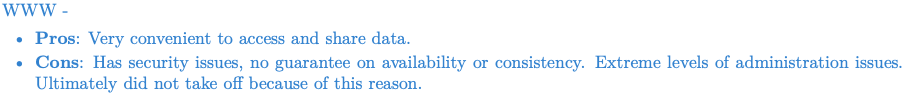 WWW -
• Pros: Very convenient to access and share data.
• Cons: Has security issues, no guarantee on availability or consistency. Extreme levels of administration issues.
Ultimately did not take off because of this reason.